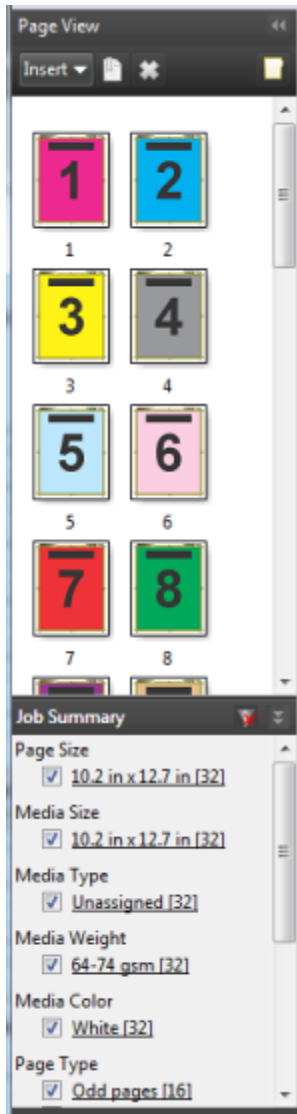 Page View
Insert
1 2
1 2
3 4
3 4
5 6
5 6
7 8
7 8
Job Summary
Page Size
10.2 in x 12.7 in [32]
Media Size
10.2 in x 12.7 in [32]
Media Type
Unassigned [32]
Media Weight
64-74 gsm [32]
Media Color
White [32]
Page Type
Odd pages [16]